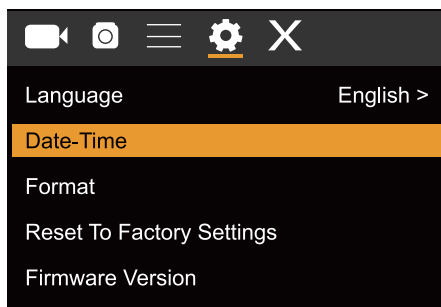 Language English >
Date-Time
Format
Reset To Factory Settings
Firmware Version